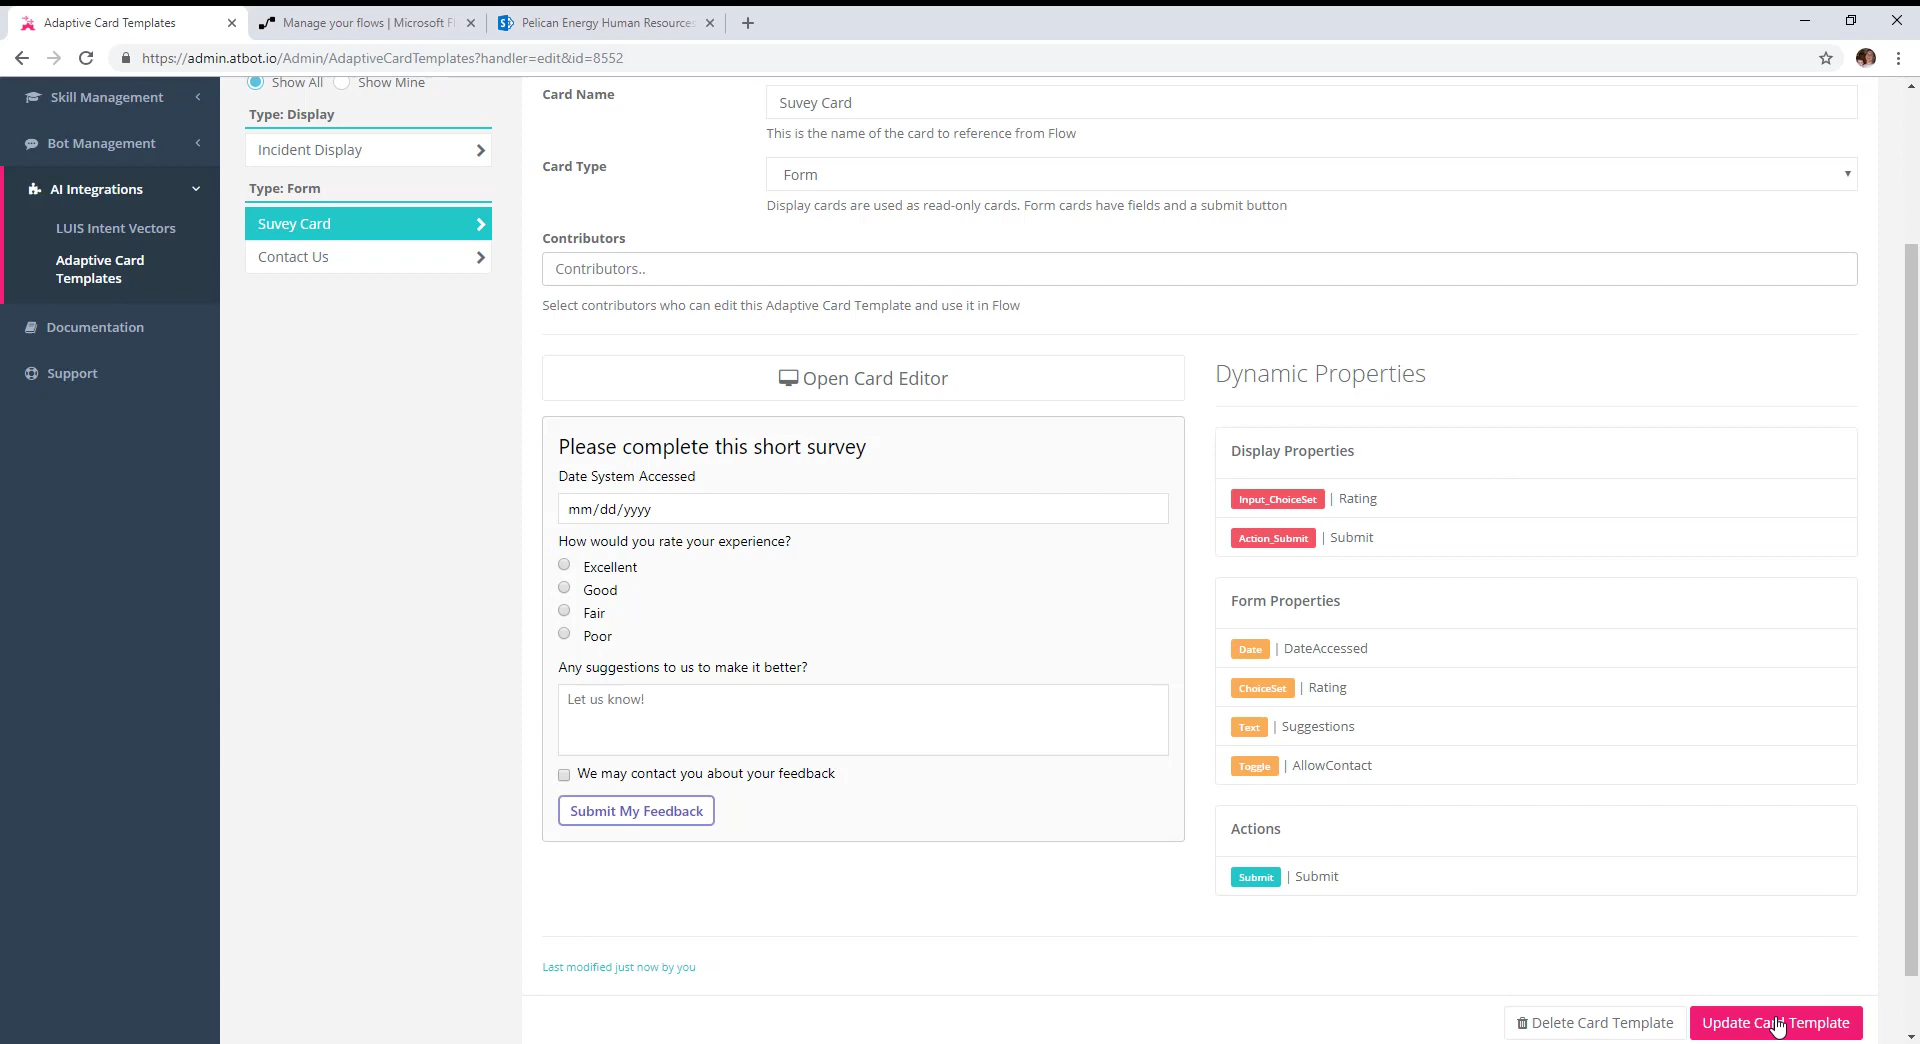 Adaptive Card Templates
Manage your flows | Microsoft Fl
Pelican Energy Human Resources
https://admin.atbot.io/Admin/AdaptiveCardTemplates?handler=edit&id=8552
Skill Management
Bot Management
AI Integrations
LUIS Intent Vectors
Adaptive Card
Templates
Documentation
Support
Show All
Show Mine
Type: Display
Incident Display
Type: Form
Suvey Card
Contact Us
Card Name
Suvey Card
This is the name of the card to reference from Flow
Card Type
Form
Display cards are used as read-only cards. Form cards have fields and a submit button
Contributors
Contributors..
Select contributors who can edit this Adaptive Card Template and use it in Flow
Open Card Editor
Please complete this short survey
Date System Accessed
mm/dd/yyyy
How would you rate your experience?
Excellent
Good
Fair
Poor
Any suggestions to us to make it better?
Let us know!
We may contact you about your feedback
Submit My Feedback
Dynamic Properties
Display Properties
Input_ChoiceSet | Rating
Action_Submit | Submit
Form Properties
Date | DateAccessed
ChoiceSet | Rating
Text | Suggestions
Toggle | AllowContact
Actions
Submit | Submit
Last modified just now by you
Delete Card Template
Update Card Template